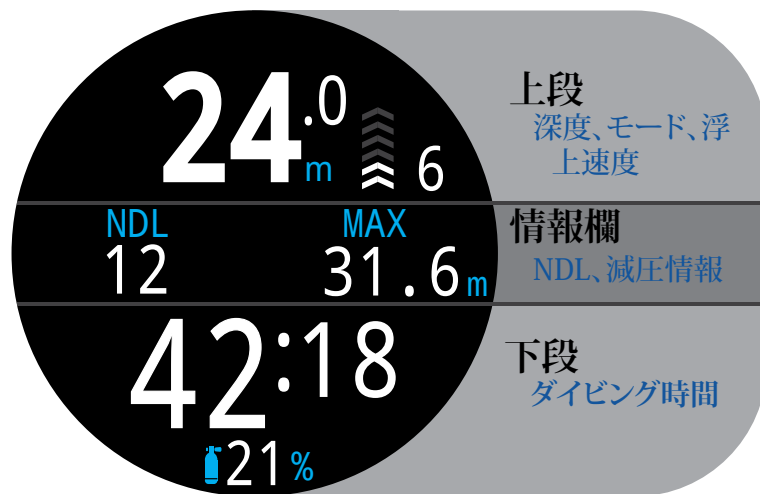 24.0 m 6
上段
深度、モード、浮
上速度
NDL MAX
12 31.6m
情報欄
NDL、減圧情報
42:18
21%
下段
ダイビング時間